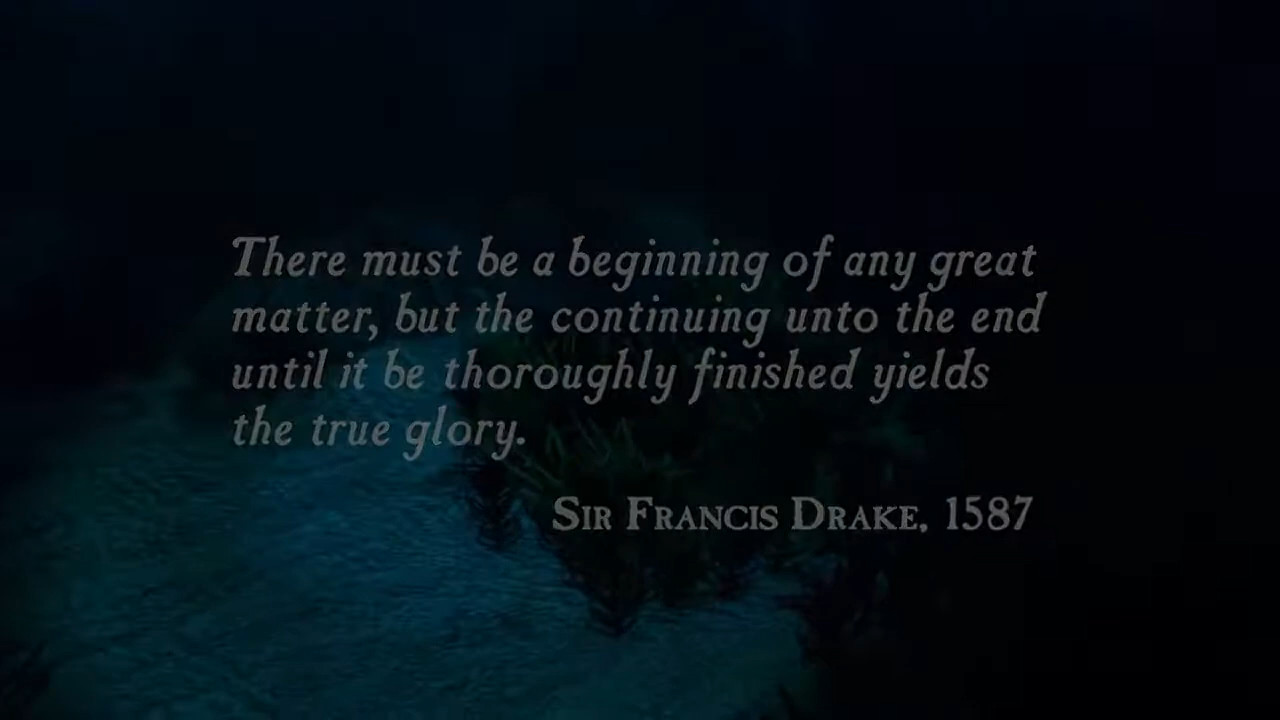 There must be a beginning of any great
matter, but the continuing unto the end
until it be thoroughly finished yields
the true glory.
Sir Francis Drake, 1587